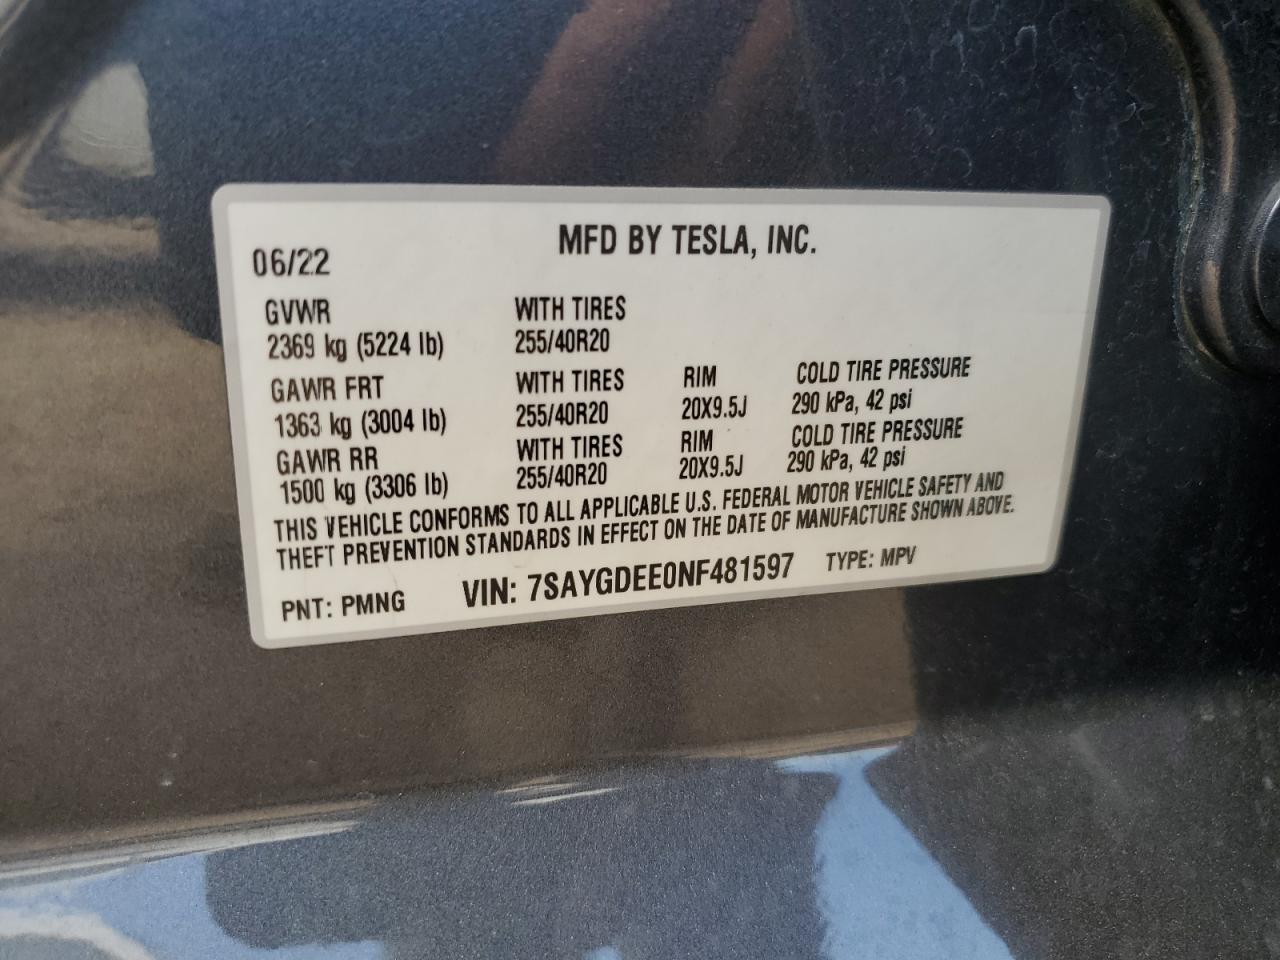 MFD BY TESLA, INC.
06/22
GVWR WITH TIRES
2369 kg (5224 lb) 255/40R20
GAWR FRT WITH TIRES RIM COLD TIRE PRESSURE
1363 kg (3004 lb) 255/40R20 20X9.5J 290 kPa, 42 psi
GAWR RR WITH TIRES RIM COLD TIRE PRESSURE
1500 kg (3306 lb) 255/40R20 20X9.5J 290 kPa, 42 psi
THIS VEHICLE CONFORMS TO ALL APPLICABLE U.S. FEDERAL MOTOR VEHICLE SAFETY AND
THEFT PREVENTION STANDARDS IN EFFECT ON THE DATE OF MANUFACTURE SHOWN ABOVE.
PNT: PMNG VIN: 7SAYGDEE0NF481597 TYPE: MPV